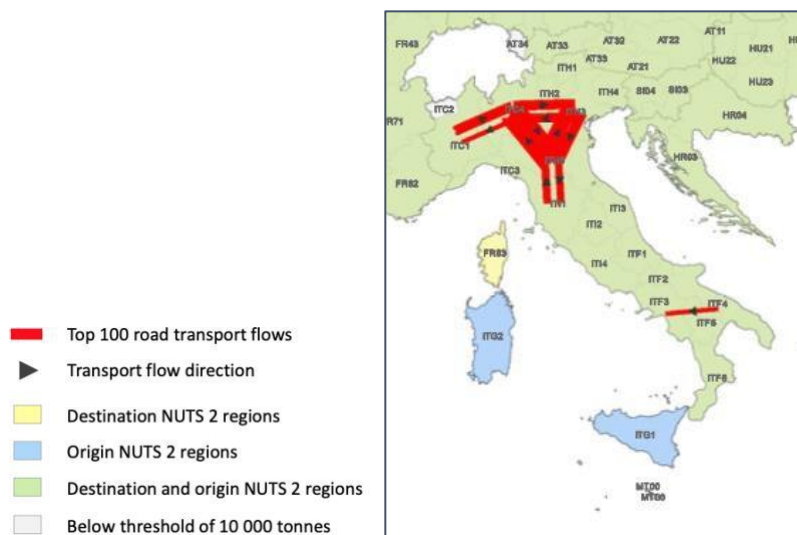 FR43
AT34
AT33
AT32
AT22
AT11
HU21
HU22
HU23
ITH1
AT33
AT21
ITC2
ITH2
ITH4
SI04
SI03
HR04
ITC4
ITH3
R71
ITC1
HR03
FR82
ITC3
ITI1
ITI3
ITI2
FR83
ITF1
ITI4
ITF2
ITF3
ITF4
ITF5
ITG2
ITF6
ITG1
MT00
Top 100 road transport flows
Transport flow direction
Destination NUTS 2 regions
Origin NUTS 2 regions
Destination and origin NUTS 2 regions
Below threshold of 10 000 tonnes